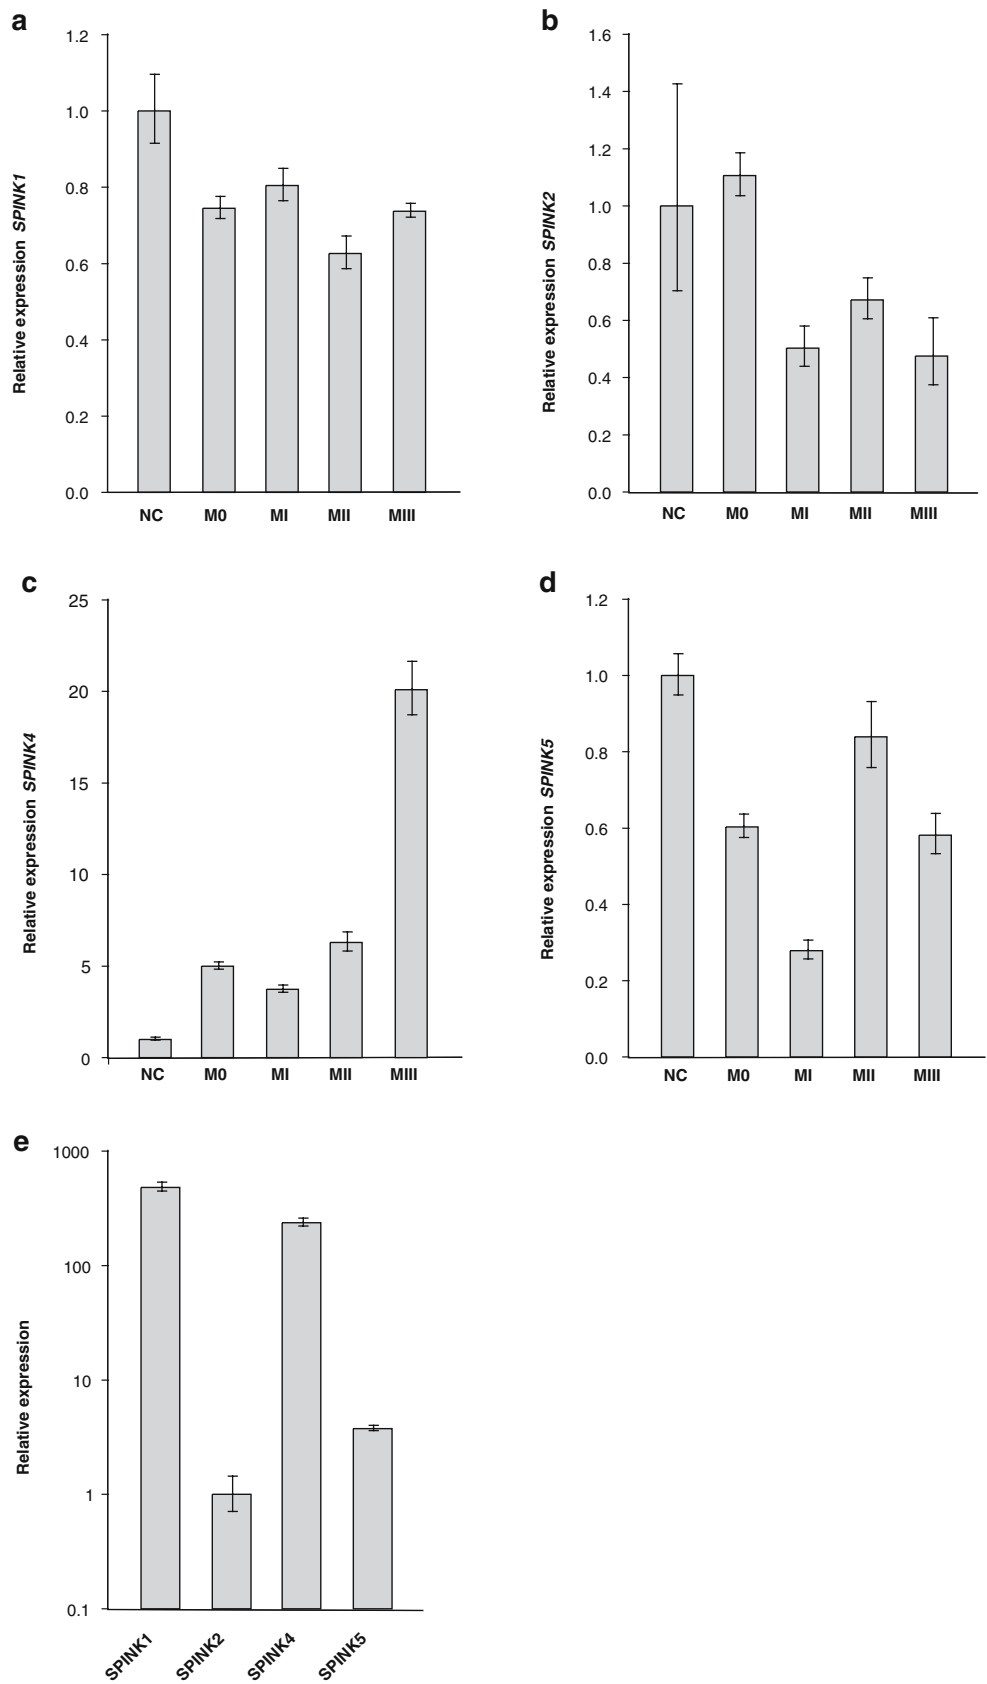 a
Relative expression SPINK1
1.2
1.0
0.8
0.6
0.4
0.2
0.0
NC M0 MI MII MIII
b
Relative expression SPINK2
1.6
1.4
1.2
1.0
0.8
0.6
0.4
0.2
0.0
NC M0 MI MII MIII
c
Relative expression SPINK4
25
20
15
10
5
0
NC M0 MI MII MIII
d
Relative expression SPINK5
1.2
1.0
0.8
0.6
0.4
0.2
0.0
NC M0 MI MII MIII
e
Relative expression
1000
100
10
1
0.1
SPINK1 SPINK2 SPINK4 SPINK5